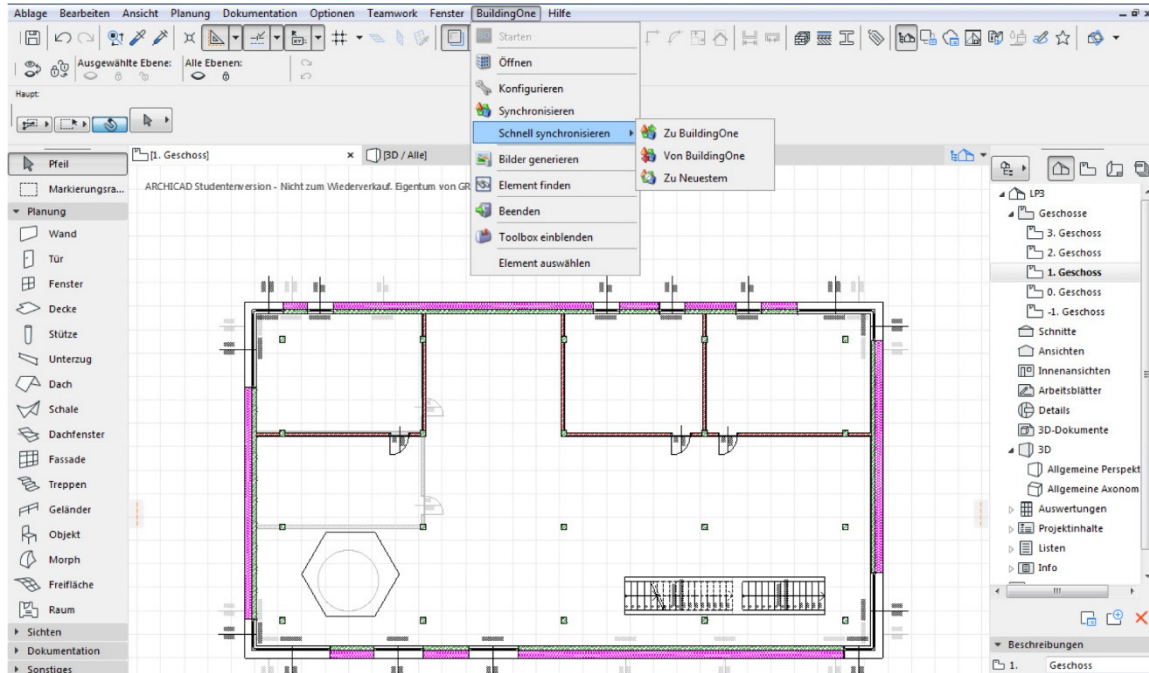 Ablage Bearbeiten Ansicht Planung Dokumentation Optionen Teamwork Fenster BuildingOne Hilfe
Ausgewählte Ebene: Alle Ebenen:
Haupt:
Starten
Öffnen
Konfigurieren
Synchronisieren
Schnell synchronisieren
Bilder generieren
Element finden
Beenden
Toolbox einblenden
Element auswählen
Zu BuildingOne
Von BuildingOne
Zu Neuestem
[1. Geschoss]
[3D / Alle]
ARCHICAD Studentenversion - Nicht zum Wiederverkauf. Eigentum von GR
Pfeil
Markierungsra...
Planung
Wand
Tür
Fenster
Decke
Stütze
Unterzug
Dach
Schale
Dachfenster
Fassade
Treppen
Geländer
Objekt
Morph
Freifläche
Raum
Sichten
Dokumentation
Sonstiges
LP3
Geschosse
3. Geschoss
2. Geschoss
1. Geschoss
0. Geschoss
-1. Geschoss
Schnitte
Ansichten
Innenansichten
Arbeitsblätter
Details
3D-Dokumente
3D
Allgemeine Perspekt
Allgemeine Axonom
Auswertungen
Projektinhalte
Listen
Info
Beschreibungen
1. Geschoss